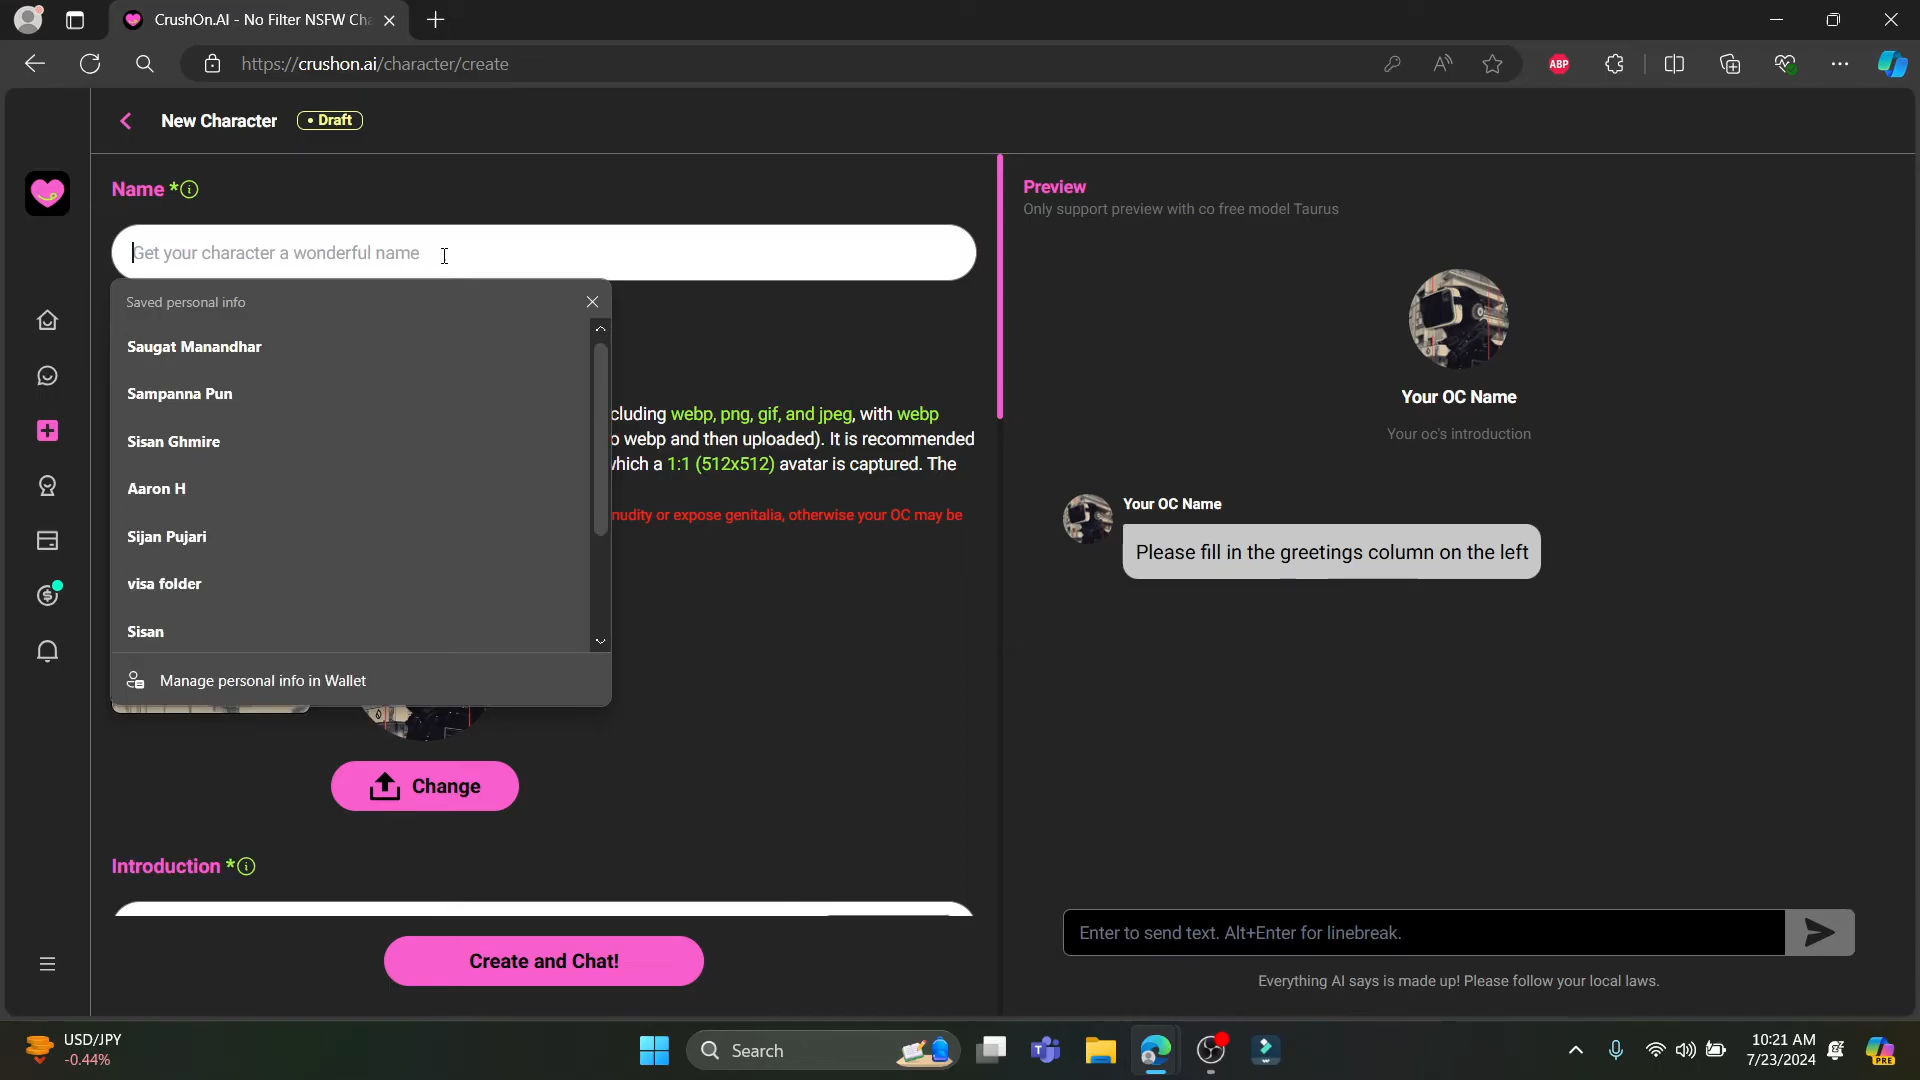 CrushOn.AI - No Filter NSFW Cha
https://crushon.ai/character/create
ABP
New Character
• Draft
Name *
Get your character a wonderful name
Saved personal info
Saugat Manandhar
Sampanna Pun
Sisan Ghmire
Aaron H
Sijan Pujari
visa folder
Sisan
Manage personal info in Wallet
cluding webp, png, gif, and jpeg, with webp
webp and then uploaded). It is recommended
which a 1:1 (512x512) avatar is captured. The
nudity or expose genitalia, otherwise your OC may be
Change
Introduction *
Create and Chat!
Preview
Only support preview with co free model Taurus
Your OC Name
Your oc's introduction
Your OC Name
Please fill in the greetings column on the left
Enter to send text. Alt+Enter for linebreak.
Everything AI says is made up! Please follow your local laws.
USD/JPY
-0.44%
Search
10:21 AM
7/23/2024
PRE